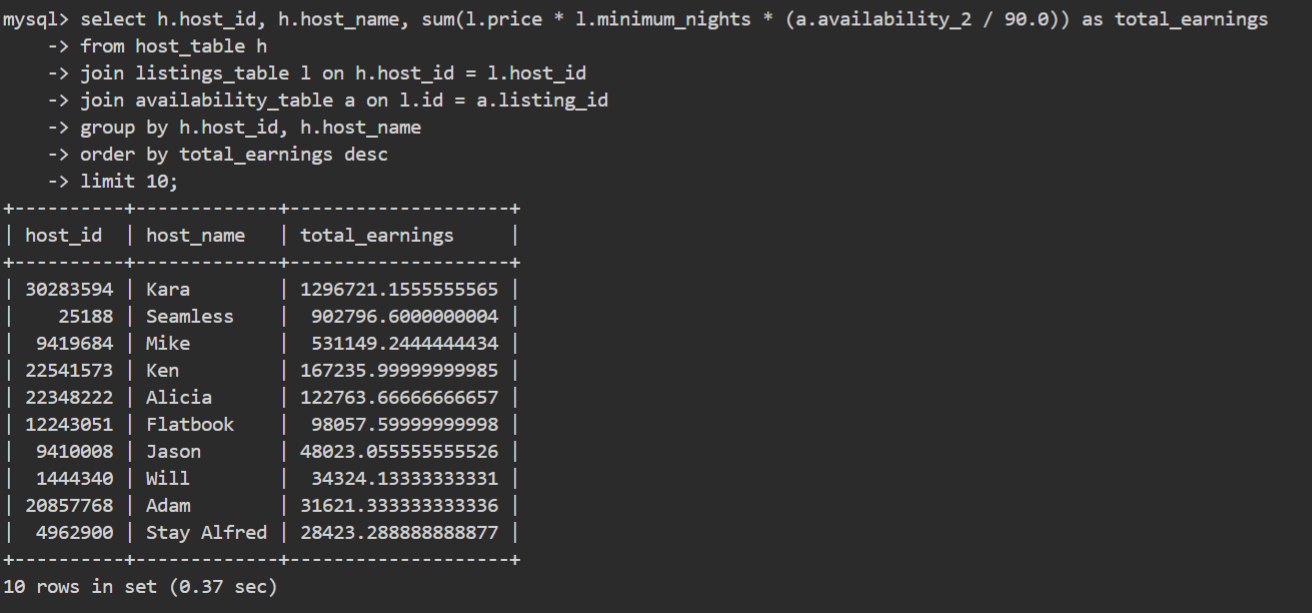 mysql> select h.host_id, h.host_name, sum(l.price * l.minimum_nights * (a.availability_2 / 90.0)) as total_earnings
    -> from host_table h
    -> join listings_table l on h.host_id = l.host_id
    -> join availability_table a on l.id = a.listing_id
    -> group by h.host_id, h.host_name
    -> order by total_earnings desc
    -> limit 10;
+----------+-------------+--------------------+
| host_id  | host_name   | total_earnings     |
+----------+-------------+--------------------+
| 30283594 | Kara        | 1296721.1555555565 |
|    25188 | Seamless    |  902796.6000000004 |
|  9419684 | Mike        |  531149.2444444434 |
| 22541573 | Ken         | 167235.99999999985 |
| 22348222 | Alicia      | 122763.66666666657 |
| 12243051 | Flatbook    |  98057.59999999998 |
|  9410008 | Jason       | 48023.055555555526 |
|  1444340 | Will        |  34324.13333333331 |
| 20857768 | Adam        | 31621.333333333336 |
|  4962900 | Stay Alfred | 28423.288888888877 |
+----------+-------------+--------------------+
10 rows in set (0.37 sec)